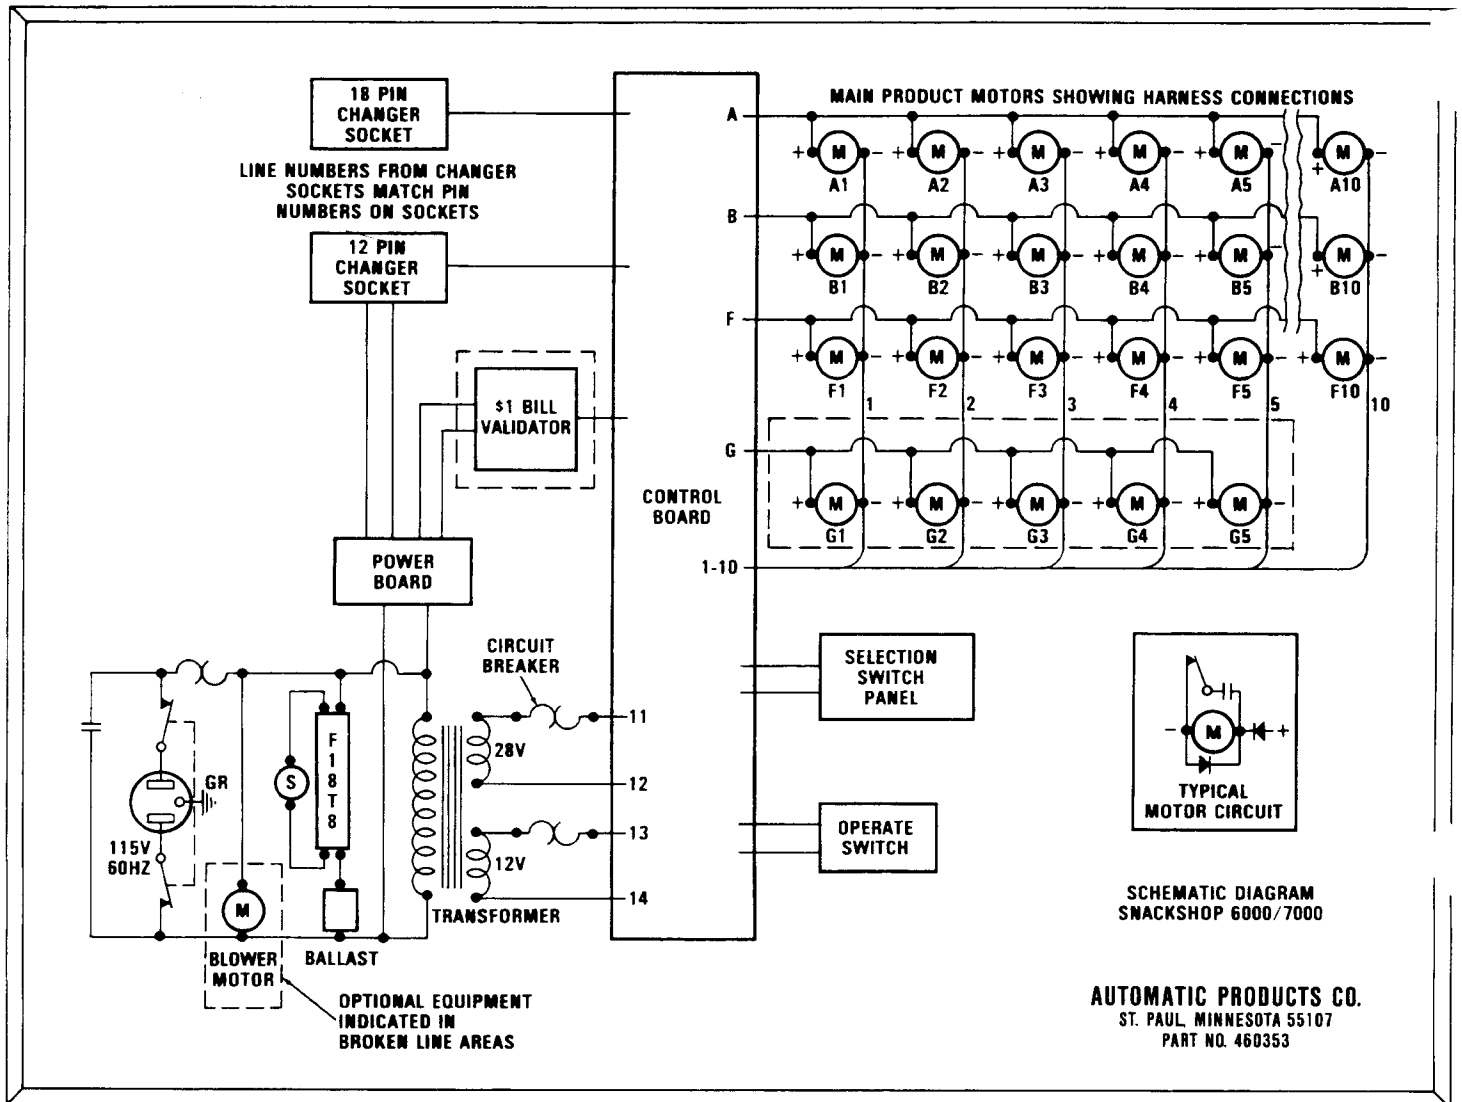 18 PIN
CHANGER
SOCKET
LINE NUMBERS FROM CHANGER
SOCKETS MATCH PIN
NUMBERS ON SOCKETS
12 PIN
CHANGER
SOCKET
$1 BILL
VALIDATOR
POWER
BOARD
CONTROL
BOARD
MAIN PRODUCT MOTORS SHOWING HARNESS CONNECTIONS
A
+ M - + M - + M - + M - + M - + M -
A1 A2 A3 A4 A5 A10
B
+ M - + M - + M - + M - + M - + M -
B1 B2 B3 B4 B5 B10
F
+ M - + M - + M - + M - + M - + M -
F1 F2 F3 F4 F5 F10
1 2 3 4 5 10
G
+ M - + M - + M - + M - + M -
G1 G2 G3 G4 G5
1-10
CIRCUIT
BREAKER
11
28V
12
13
12V
14
TRANSFORMER
GR
115V
60HZ
S
F18T8
M
BLOWER
MOTOR
BALLAST
OPTIONAL EQUIPMENT
INDICATED IN
BROKEN LINE AREAS
SELECTION
SWITCH
PANEL
OPERATE
SWITCH
- M +
TYPICAL
MOTOR CIRCUIT
SCHEMATIC DIAGRAM
SNACKSHOP 6000/7000
AUTOMATIC PRODUCTS CO.
ST. PAUL, MINNESOTA 55107
PART NO. 460353